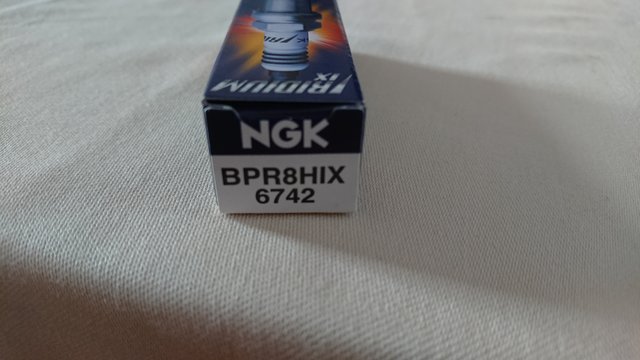 IRIDIUM
IX
NGK
BPR8HIX
6742